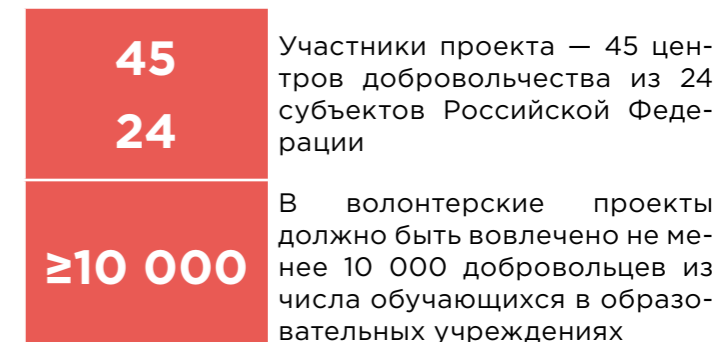 45
24
Участники проекта — 45 цен-
тров добровольчества из 24
субъектов Российской Феде-
рации
≥10 000
В волонтерские проекты
должно быть вовлечено не ме-
нее 10 000 добровольцев из
числа обучающихся в образо-
вательных учреждениях